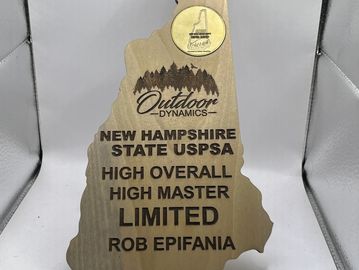 Outdoor
DYNAMICS
NEW HAMPSHIRE
STATE USPSA
HIGH OVERALL
HIGH MASTER
LIMITED
ROB EPIFANIA